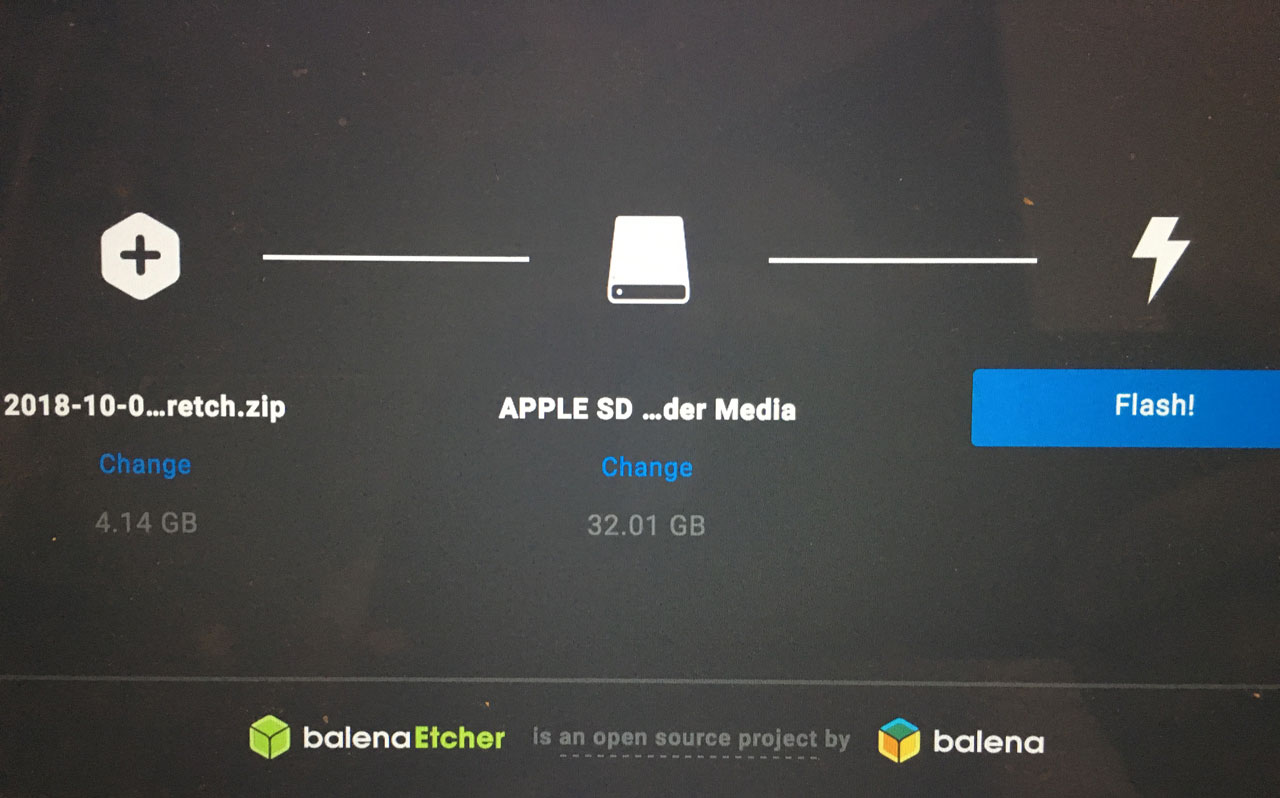 2018-10-0...retch.zip
APPLE SD ...der Media
Flash!
Change
Change
4.14 GB
32.01 GB
balenaEtcher is an open source project by balena